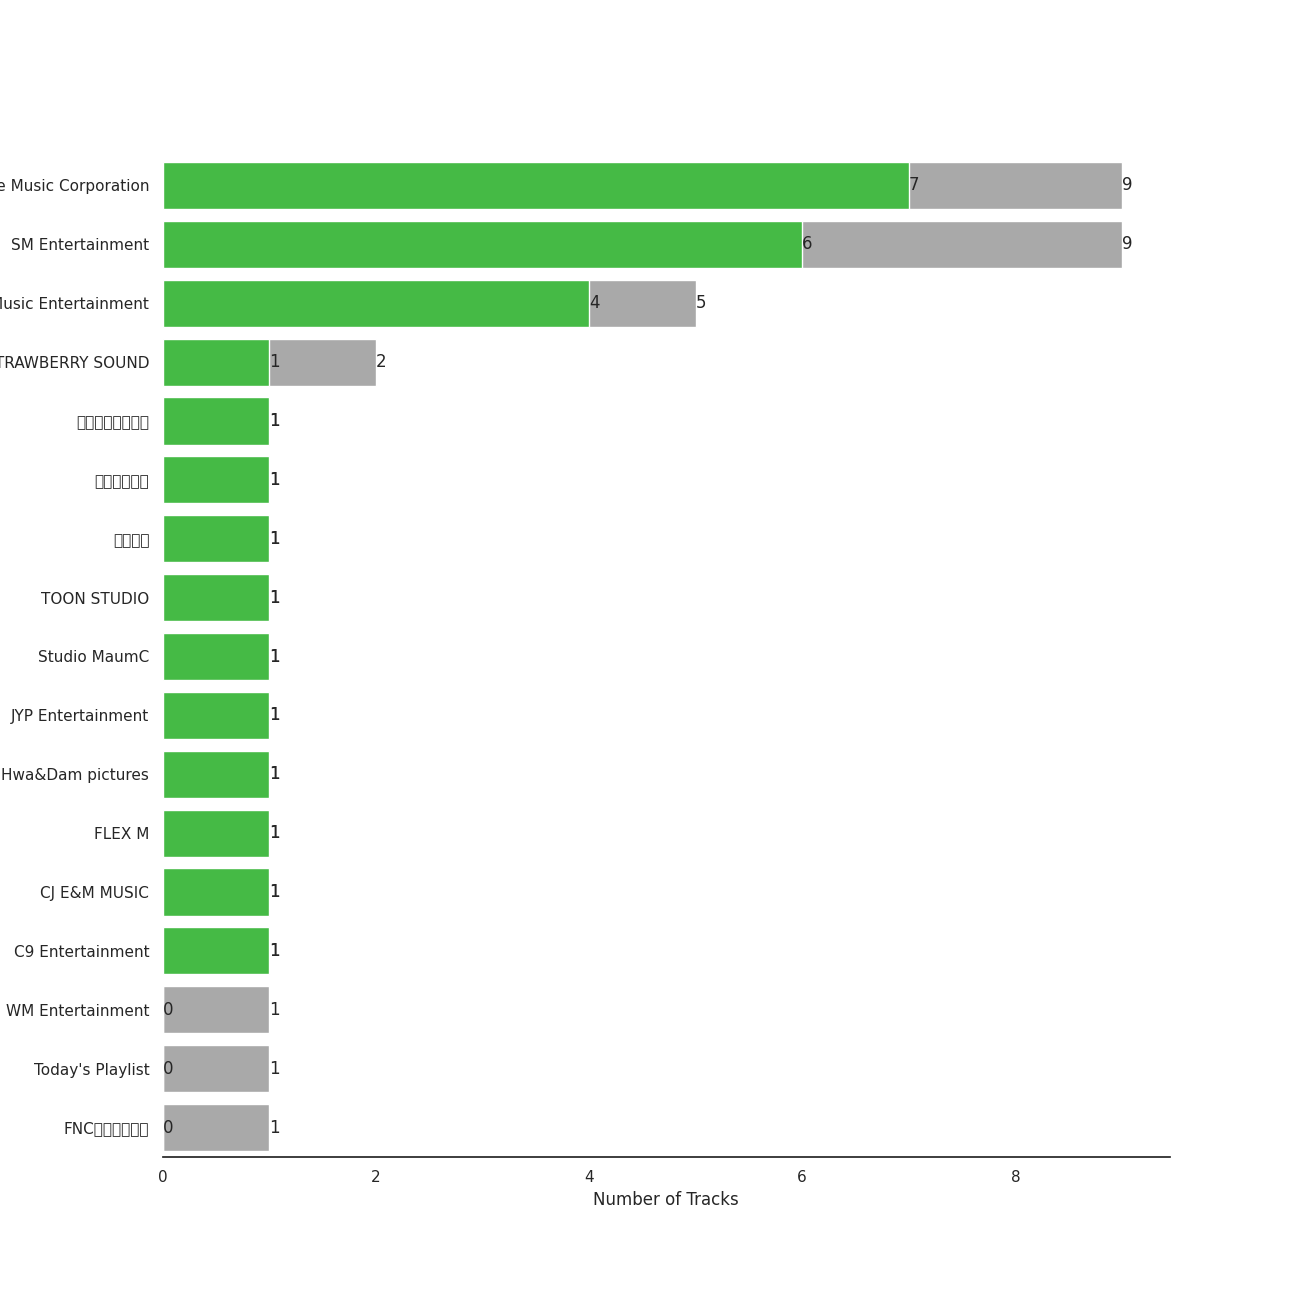 e Music Corporation
7
9
SM Entertainment
6
9
Music Entertainment
4
5
TRAWBERRY SOUND
1
2
1
1
1
TOON STUDIO
1
Studio MaumC
1
JYP Entertainment
1
Hwa&Dam pictures
1
FLEX M
1
CJ E&M MUSIC
1
C9 Entertainment
1
WM Entertainment
0
1
Today's Playlist
0
1
FNC
0
1
0
2
4
6
8
Number of Tracks